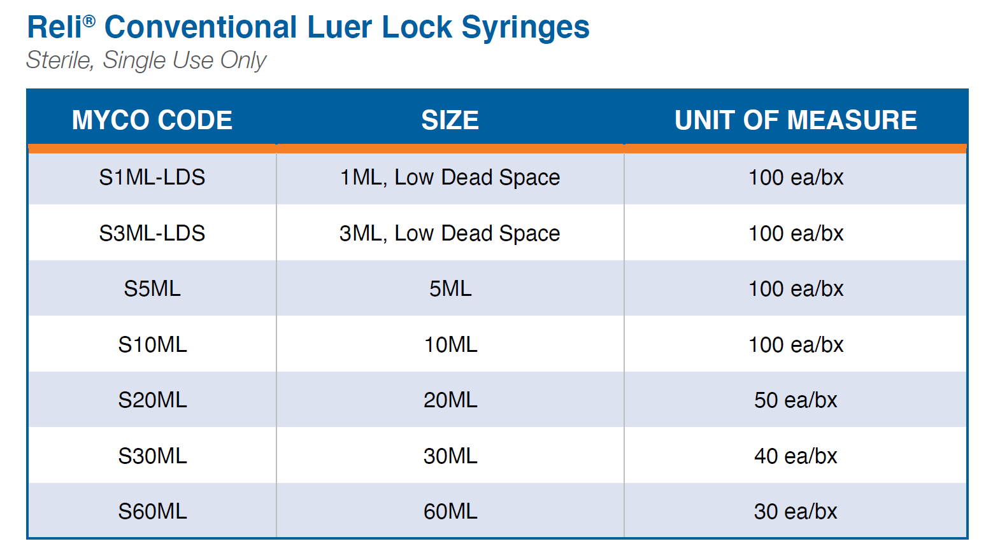 Reli® Conventional Luer Lock Syringes
Sterile, Single Use Only
MYCO CODE SIZE UNIT OF MEASURE
S1ML-LDS 1ML, Low Dead Space 100 ea/bx
S3ML-LDS 3ML, Low Dead Space 100 ea/bx
S5ML 5ML 100 ea/bx
S10ML 10ML 100 ea/bx
S20ML 20ML 50 ea/bx
S30ML 30ML 40 ea/bx
S60ML 60ML 30 ea/bx